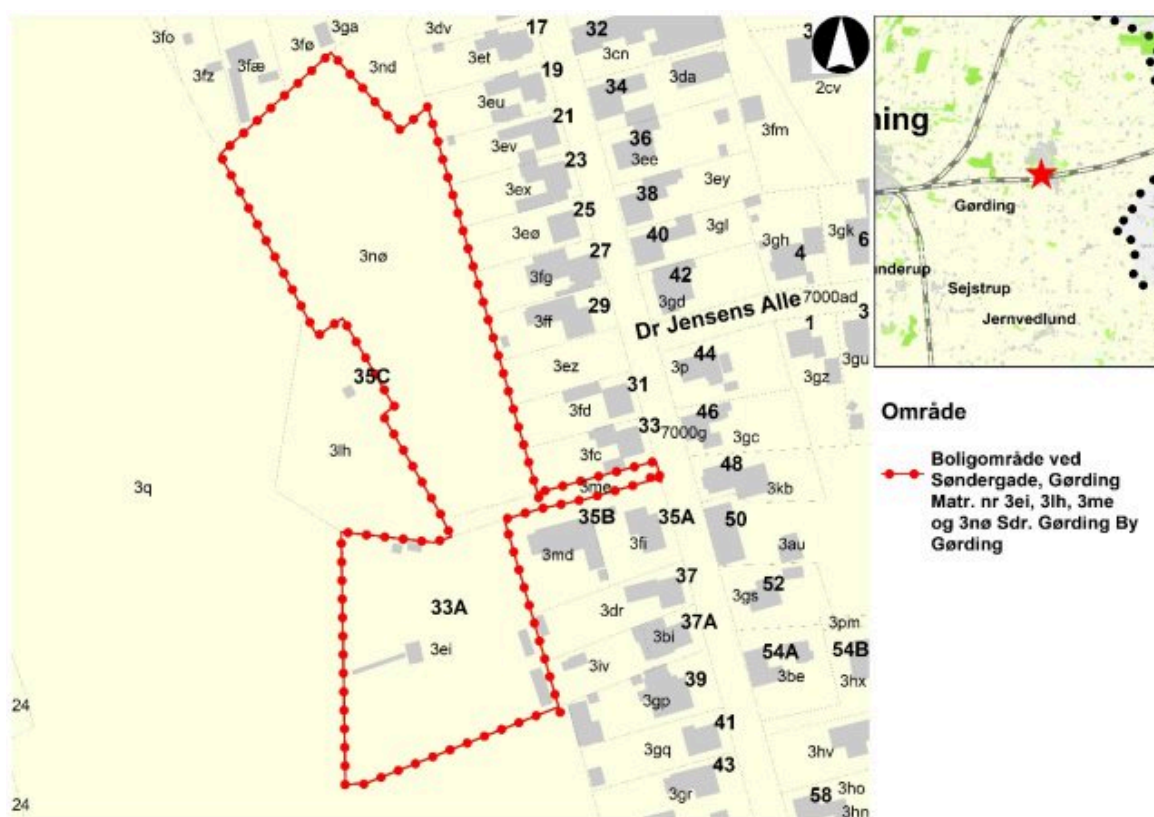 3ga
3dv
17
32
3
3fo
3fø
3fæ
3nd
3et
3cn
3fz
19
34
3da
2cv
3eu
21
36
3fm
3ev
23
3ee
3ex
38
3ey
25
3eø
40
3gl
3nø
27
3gh
3gk
6
4
3fg
42
29
3gd
3ff
Dr Jensens Alle
7000ad
3
1
3ez
44
3gu
3p
35C
31
3gz
3fd
46
33
7000g
3gc
3fc
3lh
48
3q
3me
3kb
35B
35A
50
3md
3fi
3au
37
52
33A
3gs
3dr
37A
3pm
3ei
3bi
54A
54B
3iv
3be
3hx
39
24
3gp
41
3gq
3hv
43
3gr
3ho
24
58
3hn
ning
Gørding
underup
Sejstrup
Jernvedlund
Område
Boligområde ved
Søndergade, Gørding
Matr. nr 3ei, 3lh, 3me
og 3nø Sdr. Gørding By
Gørding